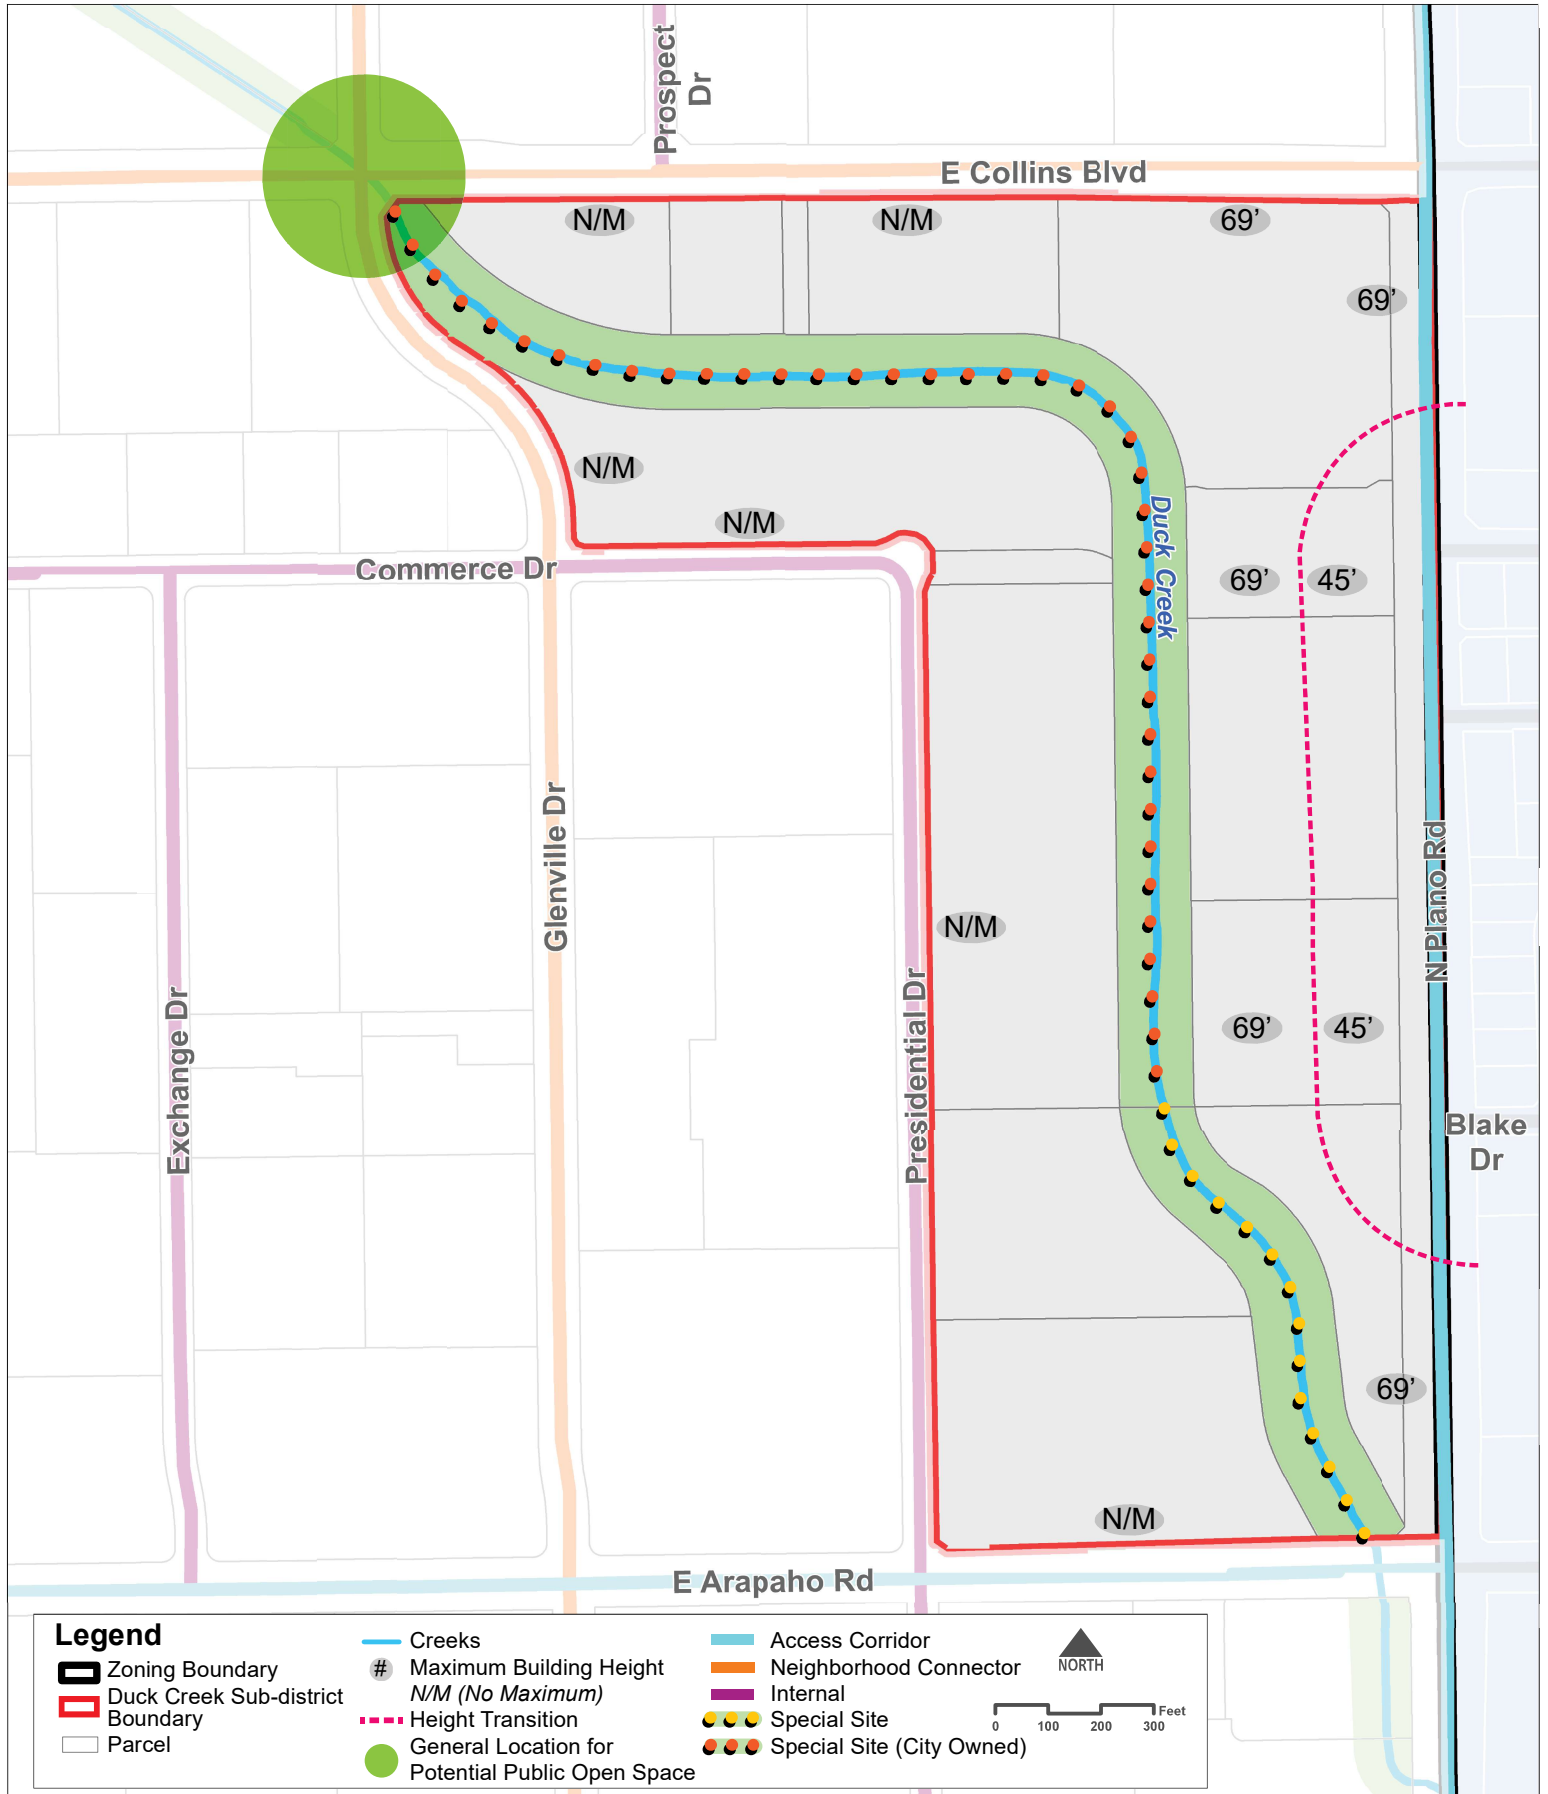 Prospect
Dr
E Collins Blvd
N/M
N/M
69’
69’
N/M
N/M
Duck Creek
Commerce Dr
69’
45’
Glenville Dr
N Plano Rd
N/M
Exchange Dr
Presidential Dr
69’
45’
Blake
Dr
69’
N/M
E Arapaho Rd
Legend
Zoning Boundary
Duck Creek Sub-district
Boundary
Parcel
Creeks
#
Maximum Building Height
N/M (No Maximum)
Height Transition
General Location for
Potential Public Open Space
Access Corridor
Neighborhood Connector
Internal
Special Site
Special Site (City Owned)
NORTH
0 100 200 300 Feet